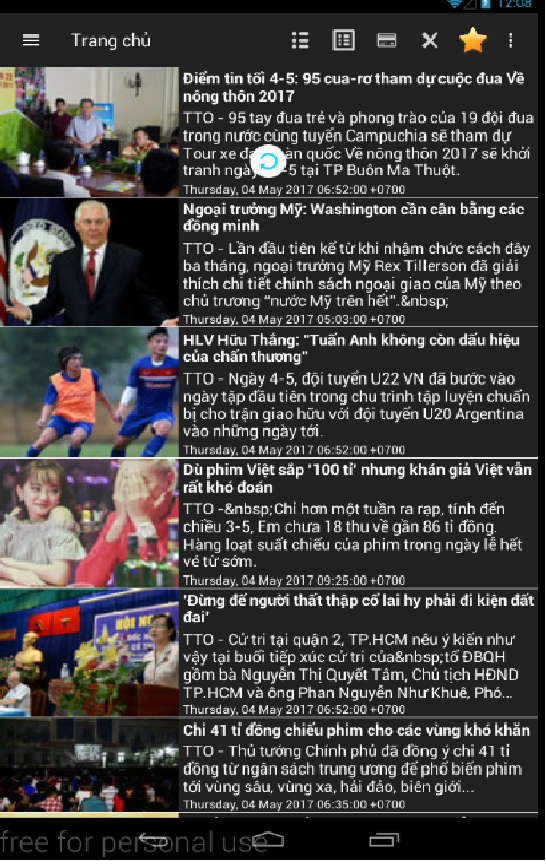 12:08
Trang chủ
Điểm tin tối 4-5: 95 cua-rơ tham dự cuộc đua Về
nông thôn 2017
TTO - 95 tay đua trẻ và phong trào của 19 đội đua
trong nước cùng tuyển Campuchia sẽ tham dự
Tour xe quốc Về nông thôn 2017 sẽ khởi
tranh -5 tại TP Buôn Ma Thuột.
Thursday, 04 May 2017 06:52:00 +0700
Ngoại trưởng Mỹ: Washington cần cân bằng các
đồng minh
TTO - Lần đầu tiên kể từ khi nhậm chức cách đây
ba tháng, ngoại trưởng Mỹ Rex Tillerson đã giải
thích chi tiết chính sách ngoại giao của Mỹ theo
chủ trương “nước Mỹ trên hết”.&nbsp;
Thursday, 04 May 2017 05:03:00 +0700
HLV Hữu Thắng: "Tuấn Anh không còn dấu hiệu
của chấn thương"
TTO - Ngày 4-5, đội tuyển U22 VN đã bước vào
ngày tập đầu tiên trong chu trình tập luyện chuẩn
bị cho trận giao hữu với đội tuyển U20 Argentina
vào những ngày tới.
Thursday, 04 May 2017 06:52:00 +0700
Dù phim Việt sắp '100 tỉ' nhưng khán giả Việt vẫn
rất khó đoán
TTO -&nbsp;Chỉ hơn một tuần ra rạp, tính đến
chiều 3-5, Em chưa 18 thu về gần 86 tỉ đồng.
Hàng loạt suất chiếu của phim trong ngày lễ hết
vé từ sớm.
Thursday, 04 May 2017 09:25:00 +0700
'Đừng để người thất thập cổ lai hy phải đi kiện đất
đai'
TTO - Cử tri tại quận 2, TP.HCM nêu ý kiến như
vậy tại buổi tiếp xúc cử tri của&nbsp;tổ ĐBQH
gồm bà Nguyễn Thị Quyết Tâm, Chủ tịch HĐND
TP.HCM và ông Phan Nguyễn Như Khuê, Phó...
Thursday, 04 May 2017 06:52:00 +0700
Chi 41 tỉ đồng chiếu phim cho các vùng khó khăn
TTO - Thủ tướng Chính phủ đã đồng ý chi 41 tỉ
đồng từ ngân sách trung ương để phổ biến phim
tới vùng sâu, vùng xa, hải đảo, biên giới...
Thursday, 04 May 2017 06:35:00 +0700
free for personal use